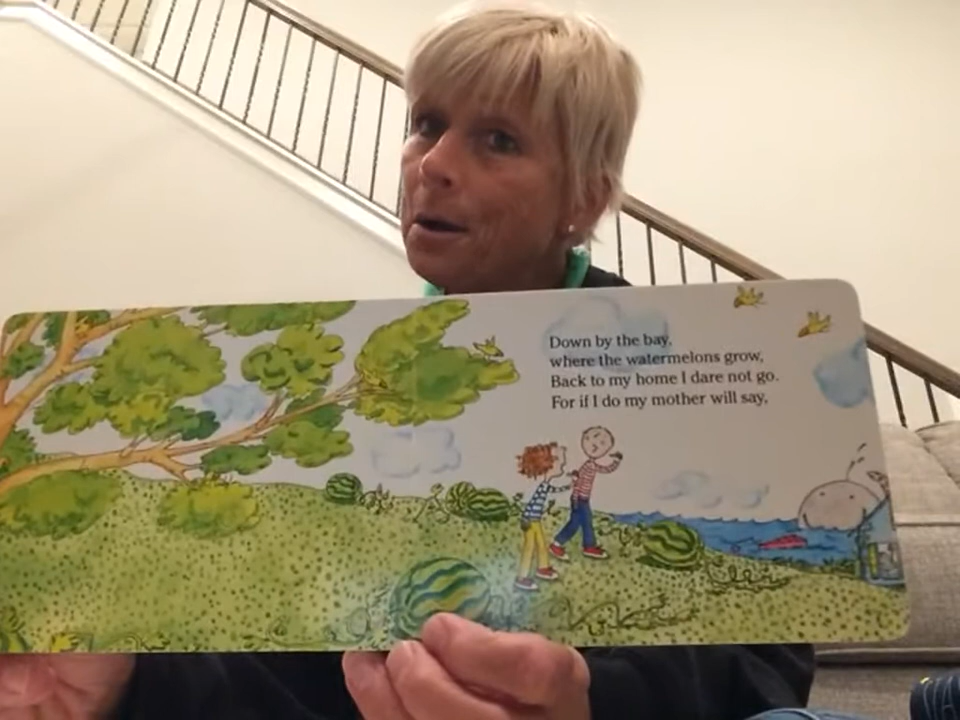 Down by the bay,
where the watermelons grow,
Back to my home I dare not go.
For if I do my mother will say,